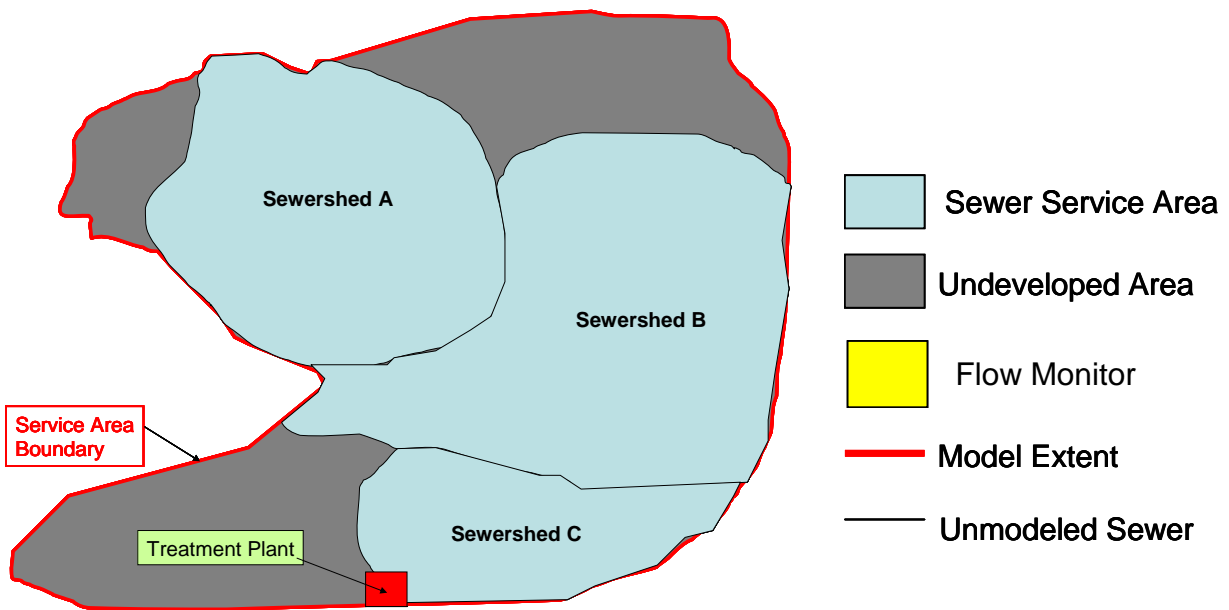 Sewershed A
Sewer Service Area
Undeveloped Area
Sewershed B
Flow Monitor
Service Area
Boundary
Model Extent
Sewershed C
Unmodeled Sewer
Treatment Plant